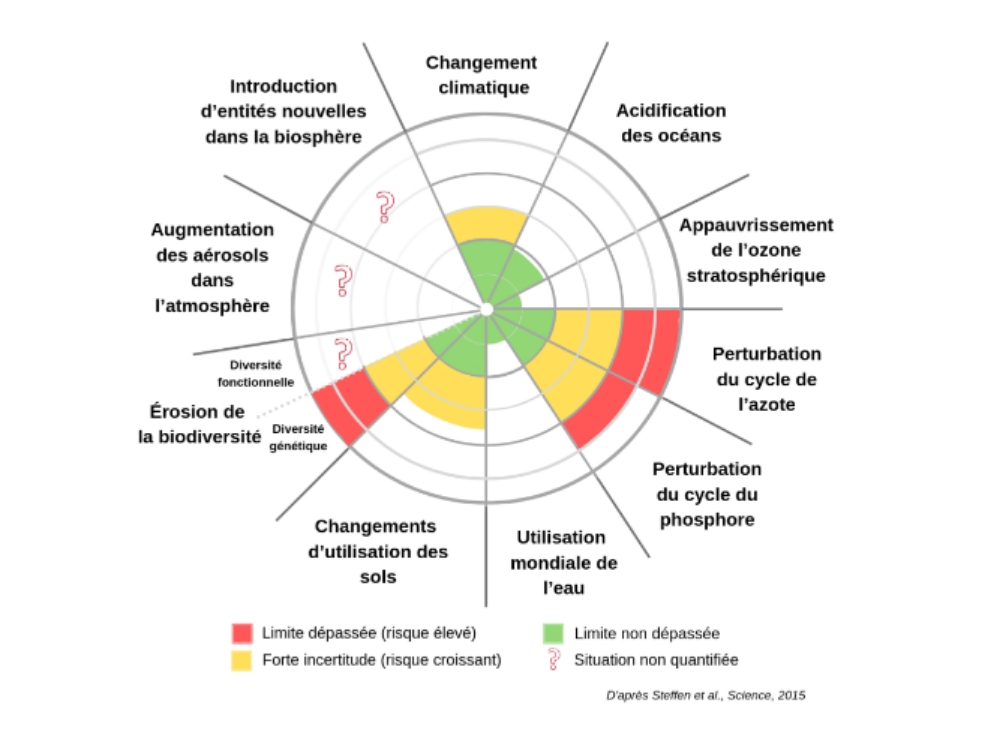 Changement
climatique
Acidification
des océans
Appauvrissement
de l'ozone
stratosphérique
Perturbation
du cycle de
l'azote
Perturbation
du cycle du
phosphore
Utilisation
mondiale de
l'eau
Changements
d'utilisation des
sols
Érosion de
la biodiversité
Diversité
génétique
Diversité
fonctionnelle
Augmentation
des aérosols
dans
l'atmosphère
Introduction
d'entités nouvelles
dans la biosphère
?
?
?
Limite dépassée (risque élevé)
Forte incertitude (risque croissant)
Limite non dépassée
? Situation non quantifiée
D'après Steffen et al., Science, 2015